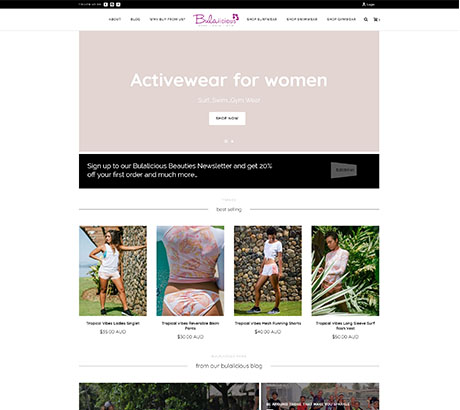 FOLLOW US ON
Login
ABOUT
BLOG
WHY BUY FROM US?
Bulalicious
SHOP SURFWEAR
SHOP SWIMWEAR
SHOP GYMWEAR
Activewear for women
Surf, Swim, Gym Wear
SHOP NOW
Sign up to our Bulalicious Beauties Newsletter and get 20%
off your first order and much more...
best selling
Tropical Vibes Ladies Singlet
$35.00 AUD
Tropical Vibes Reversible Bikini
Pants
$30.00 AUD
Tropical Vibes Mesh Running Shorts
$40.00 AUD
Tropical Vibes Long Sleeve Surf
Rash Vest
$60.00 AUD
from our bulalicious blog